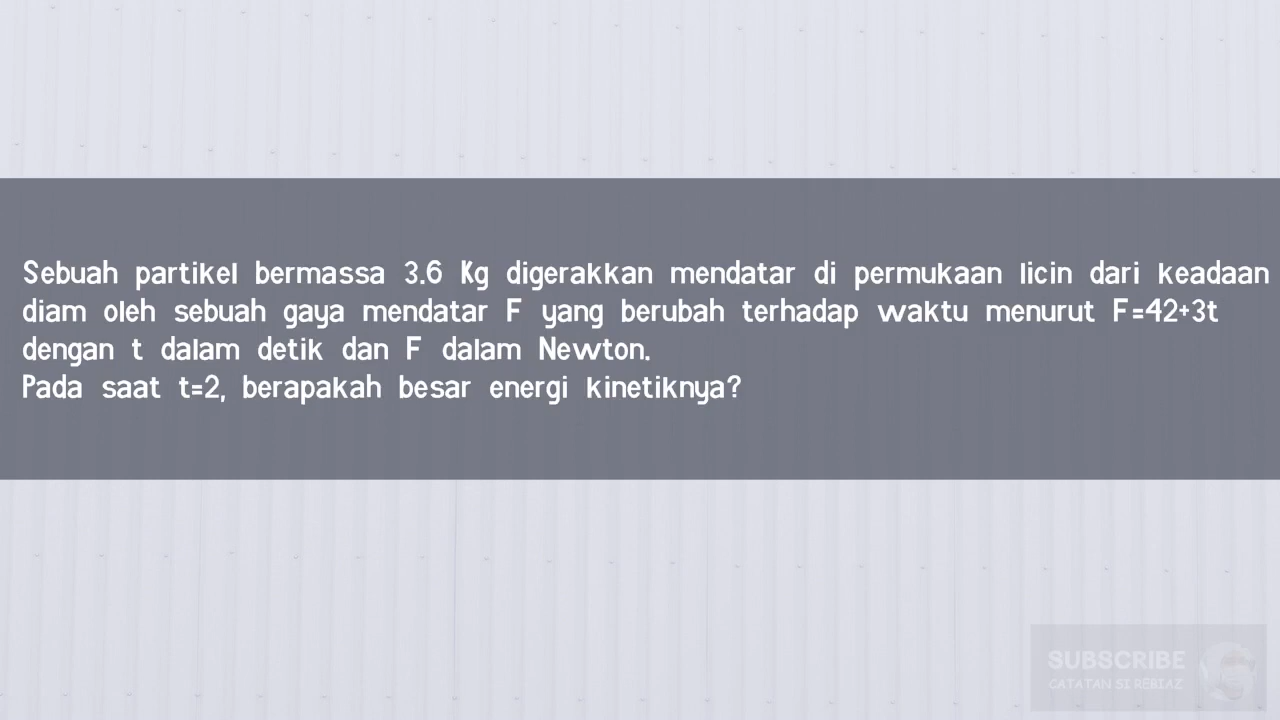 Sebuah partikel bermassa 3.6 Kg digerakkan mendatar di permukaan licin dari keadaan
diam oleh sebuah gaya mendatar F yang berubah terhadap waktu menurut F=42+3t
dengan t dalam detik dan F dalam Newton.
Pada saat t=2, berapakah besar energi kinetiknya?
SUBSCRIBE
CATATAN SI REBIAZ